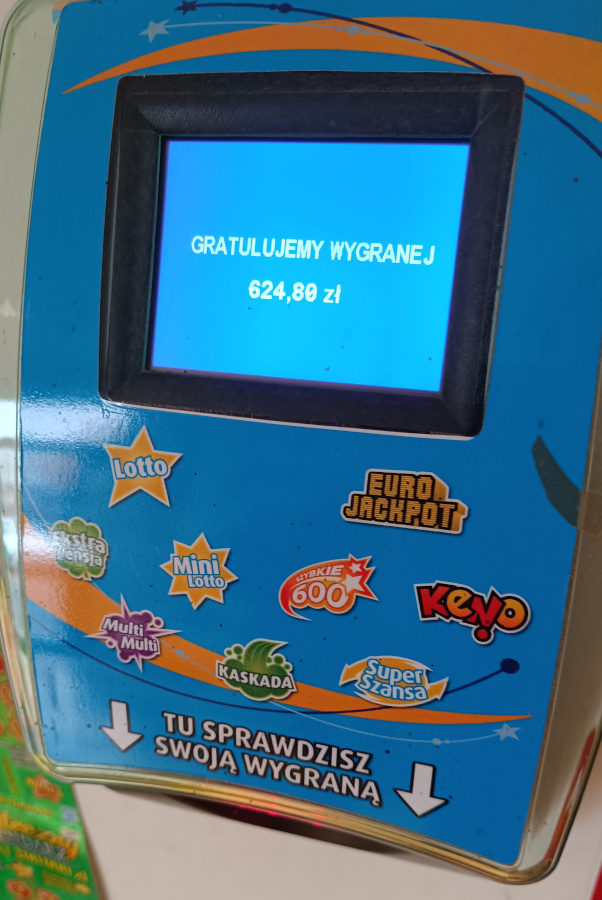 GRATULUJEMY WYGRANEJ
624,80 zł
Lotto
EURO
JACKPOT
Ekstra
Pensja
Mini
Lotto
SZYBKIE
600
KENO
Multi
Multi
KASKADA
Super
Szansa
TU SPRAWDZISZ
SWOJĄ WYGRANĄ